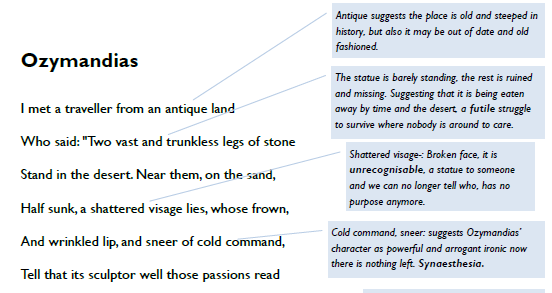 Ozymandias
I met a traveller from an antique land
Who said: "Two vast and trunkless legs of stone
Stand in the desert. Near them, on the sand,
Half sunk, a shattered visage lies, whose frown,
And wrinkled lip, and sneer of cold command,
Tell that its sculptor well those passions read
Antique suggests the place is old and steeped in
history, but also it may be out of date and old
fashioned.
The statue is barely standing, the rest is ruined
and missing. Suggesting that it is being eaten
away by time and the desert, a futile struggle
to survive where nobody is around to care.
Shattered visage-: Broken face, it is
unrecognisable, a statue to someone
and we can no longer tell who, has no
purpose anymore.
Cold command, sneer: suggests Ozymandias'
character as powerful and arrogant ironic now
there is nothing left. Synaesthesia.